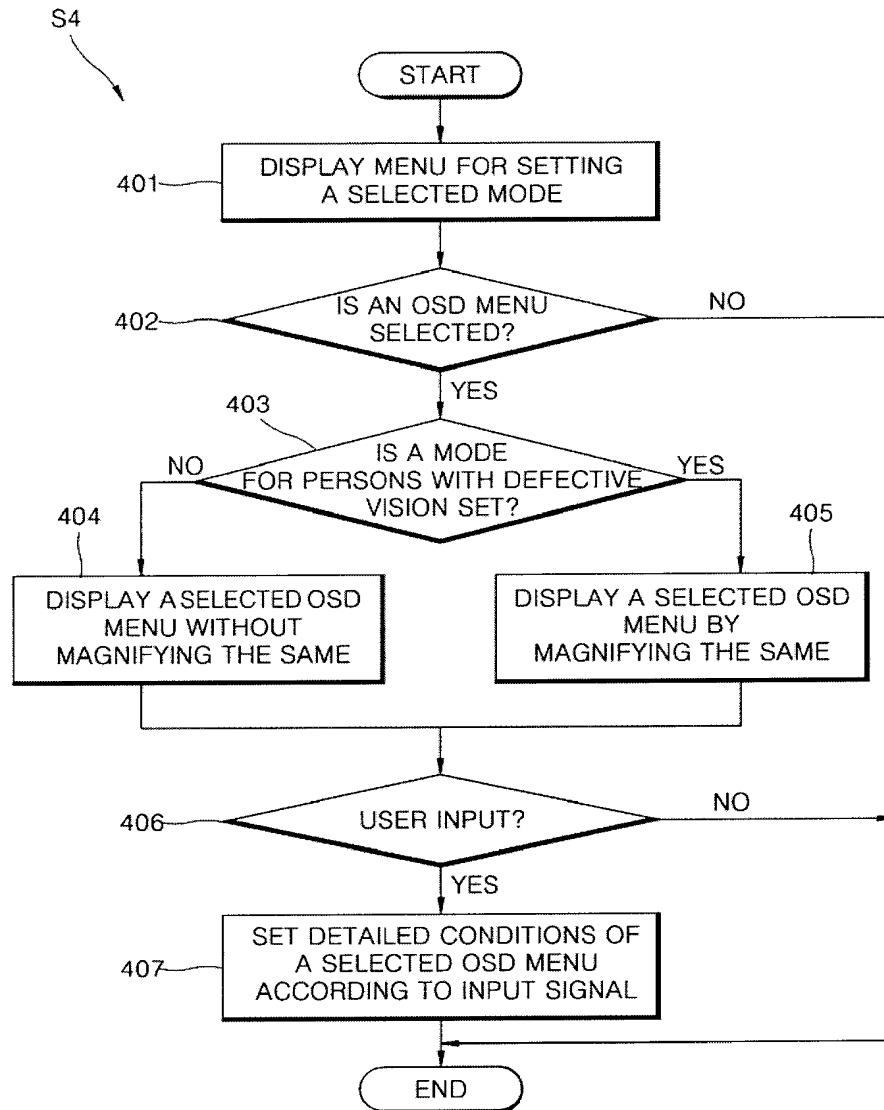 S4
START
401
DISPLAY MENU FOR SETTING
A SELECTED MODE
402
IS AN OSD MENU
SELECTED?
NO
YES
403
IS A MODE
FOR PERSONS WITH DEFECTIVE
VISION SET?
NO
YES
404
DISPLAY A SELECTED OSD
MENU WITHOUT
MAGNIFYING THE SAME
405
DISPLAY A SELECTED OSD
MENU BY
MAGNIFYING THE SAME
406
USER INPUT?
NO
YES
407
SET DETAILED CONDITIONS OF
A SELECTED OSD MENU
ACCORDING TO INPUT SIGNAL
END